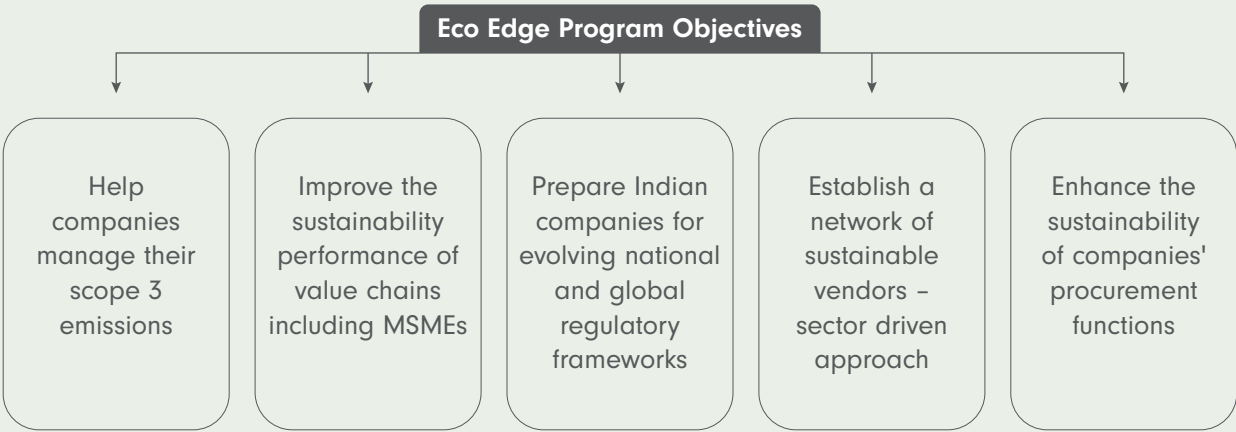 Eco Edge Program Objectives
Help
companies
manage their
scope 3
emissions
Improve the
sustainability
performance of
value chains
including MSMEs
Prepare Indian
companies for
evolving national
and global
regulatory
frameworks
Establish a
network of
sustainable
vendors –
sector driven
approach
Enhance the
sustainability
of companies'
procurement
functions